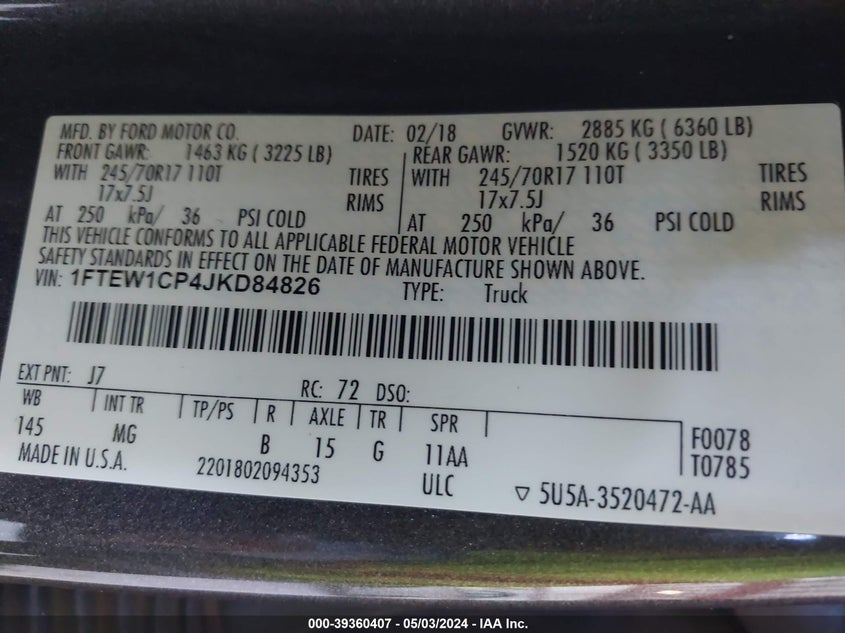 MFD. BY FORD MOTOR CO. DATE: 02/18 GVWR: 2885 KG ( 6360 LB)
FRONT GAWR: 1463 KG ( 3225 LB) REAR GAWR: 1520 KG ( 3350 LB)
WITH 245/70R17 110T TIRES WITH 245/70R17 110T TIRES
17x7.5J RIMS 17x7.5J RIMS
AT 250 kPa/ 36 PSI COLD AT 250 kPa/ 36 PSI COLD
THIS VEHICLE CONFORMS TO ALL APPLICABLE FEDERAL MOTOR VEHICLE
SAFETY STANDARDS IN EFFECT ON THE DATE OF MANUFACTURE SHOWN ABOVE.
VIN: 1FTEW1CP4JKD84826 TYPE: Truck
EXT PNT: J7 RC: 72 DSO:
WB INT TR TP/PS R AXLE TR SPR
145 MG B 15 G 11AA F0078
MADE IN U.S.A. 2201802094353 ULC T0785
▽ 5U5A-3520472-AA
000-39360407 - 05/03/2024 - IAA Inc.